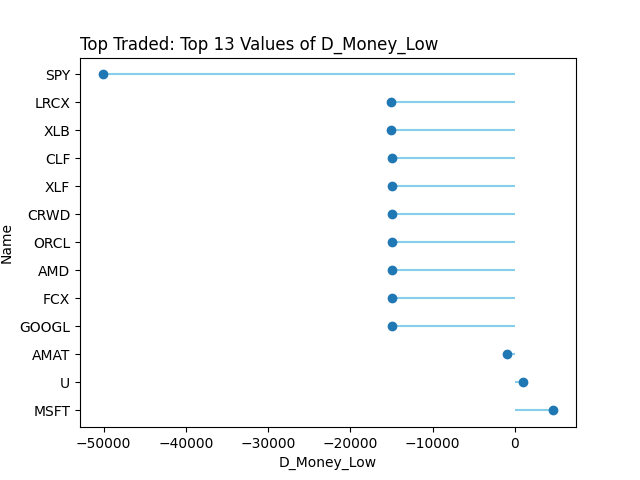 Top Traded: Top 13 Values of D_Money_Low
SPY
LRCX
XLB
CLF
XLF
CRWD
ORCL
AMD
FCX
GOOGL
AMAT
U
MSFT
Name
−50000 −40000 −30000 −20000 −10000 0
D_Money_Low